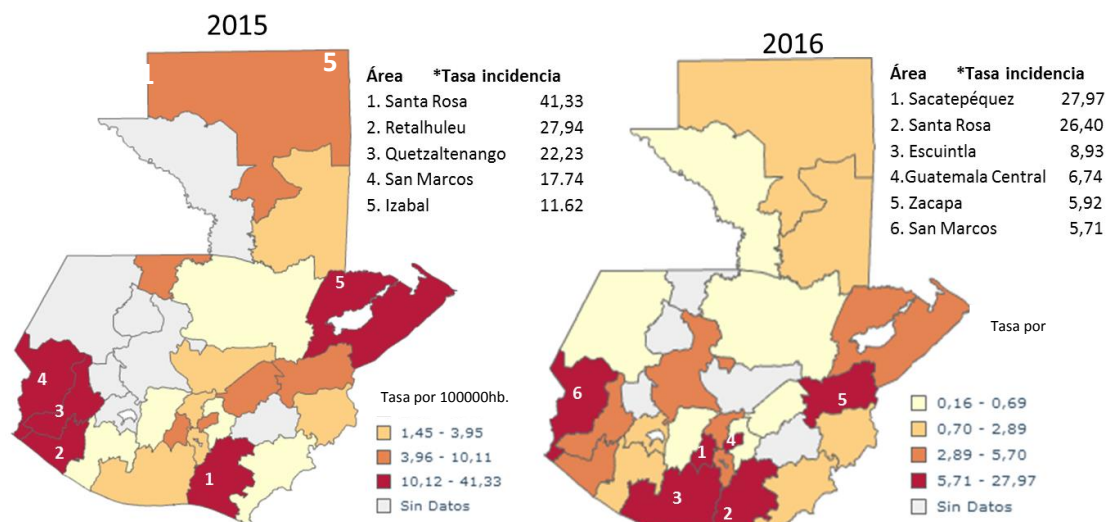 2015
Área *Tasa incidencia
1. Santa Rosa 41,33
2. Retalhuleu 27,94
3. Quetzaltenango 22,23
4. San Marcos 17.74
5. Izabal 11.62
1
5
5
4
3
2
1
Tasa por 100000hb.
1,45 - 3,95
3,96 - 10,11
10,12 - 41,33
Sin Datos
2016
Área *Tasa incidencia
1. Sacatepéquez 27,97
2. Santa Rosa 26,40
3. Escuintla 8,93
4.Guatemala Central 6,74
5. Zacapa 5,92
6. San Marcos 5,71
6
5
4
1
3
2
Tasa por
0,16 - 0,69
0,70 - 2,89
2,89 - 5,70
5,71 - 27,97
Sin Datos